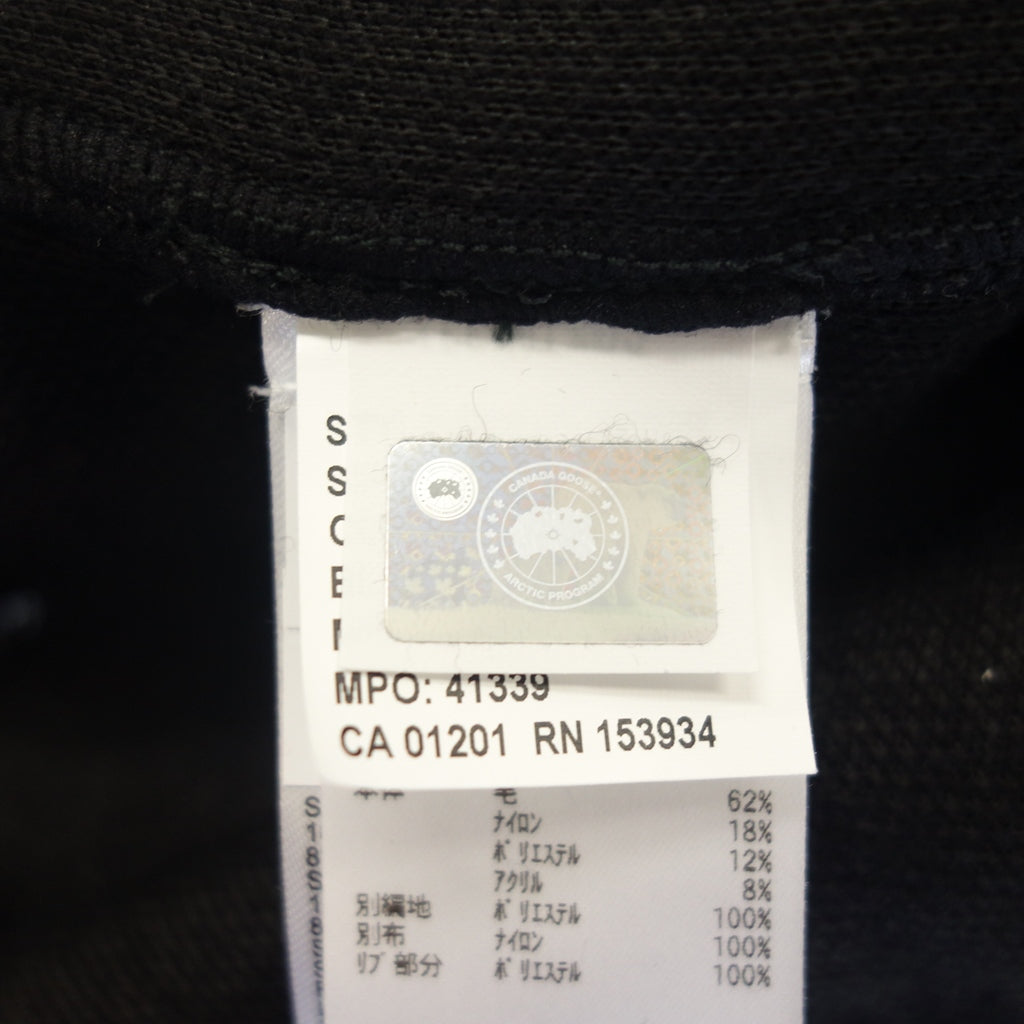 CANADA GOOSE®
ARCTIC PROGRAM
S
S
C
E
MPO: 41339
CA 01201 RN 153934
本体 毛 62%
ナイロン 18%
ポリエステル 12%
アクリル 8%
別編地 ポリエステル 100%
別布 ナイロン 100%
リブ部分 ポリエステル 100%